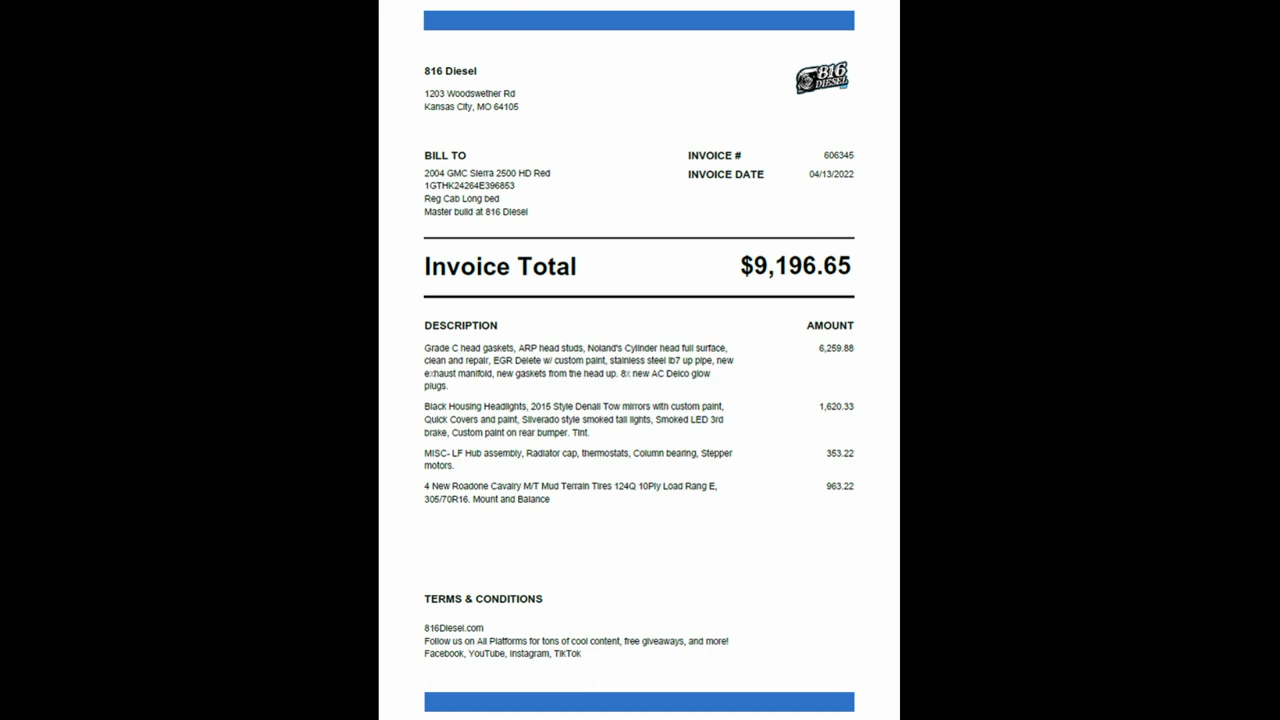 816 Diesel
816
DIESEL
1203 Woodswether Rd
Kansas City, MO 64105
BILL TO
2004 GMC Sierra 2500 HD Red
1GTHK24264E396853
Reg Cab Long bed
Master build at 816 Diesel
INVOICE # 606345
INVOICE DATE 04/13/2022
Invoice Total $9,196.65
DESCRIPTION AMOUNT
Grade C head gaskets, ARP head studs, Noland's Cylinder head full surface, 6,259.88
clean and repair, EGR Delete w/ custom paint, stainless steel lb7 up pipe, new
exhaust manifold, new gaskets from the head up. 8x new AC Delco glow
plugs.
Black Housing Headlights, 2015 Style Denali Tow mirrors with custom paint, 1,620.33
Quick Covers and paint, Silverado style smoked tail lights, Smoked LED 3rd
brake, Custom paint on rear bumper. Tint.
MISC- LF Hub assembly, Radiator cap, thermostats, Column bearing, Stepper 353.22
motors.
4 New Roadone Cavalry M/T Mud Terrain Tires 124Q 10Ply Load Rang E, 963.22
305/70R16. Mount and Balance
TERMS & CONDITIONS
816Diesel.com
Follow us on All Platforms for tons of cool content, free giveaways, and more!
Facebook, YouTube, Instagram, TikTok